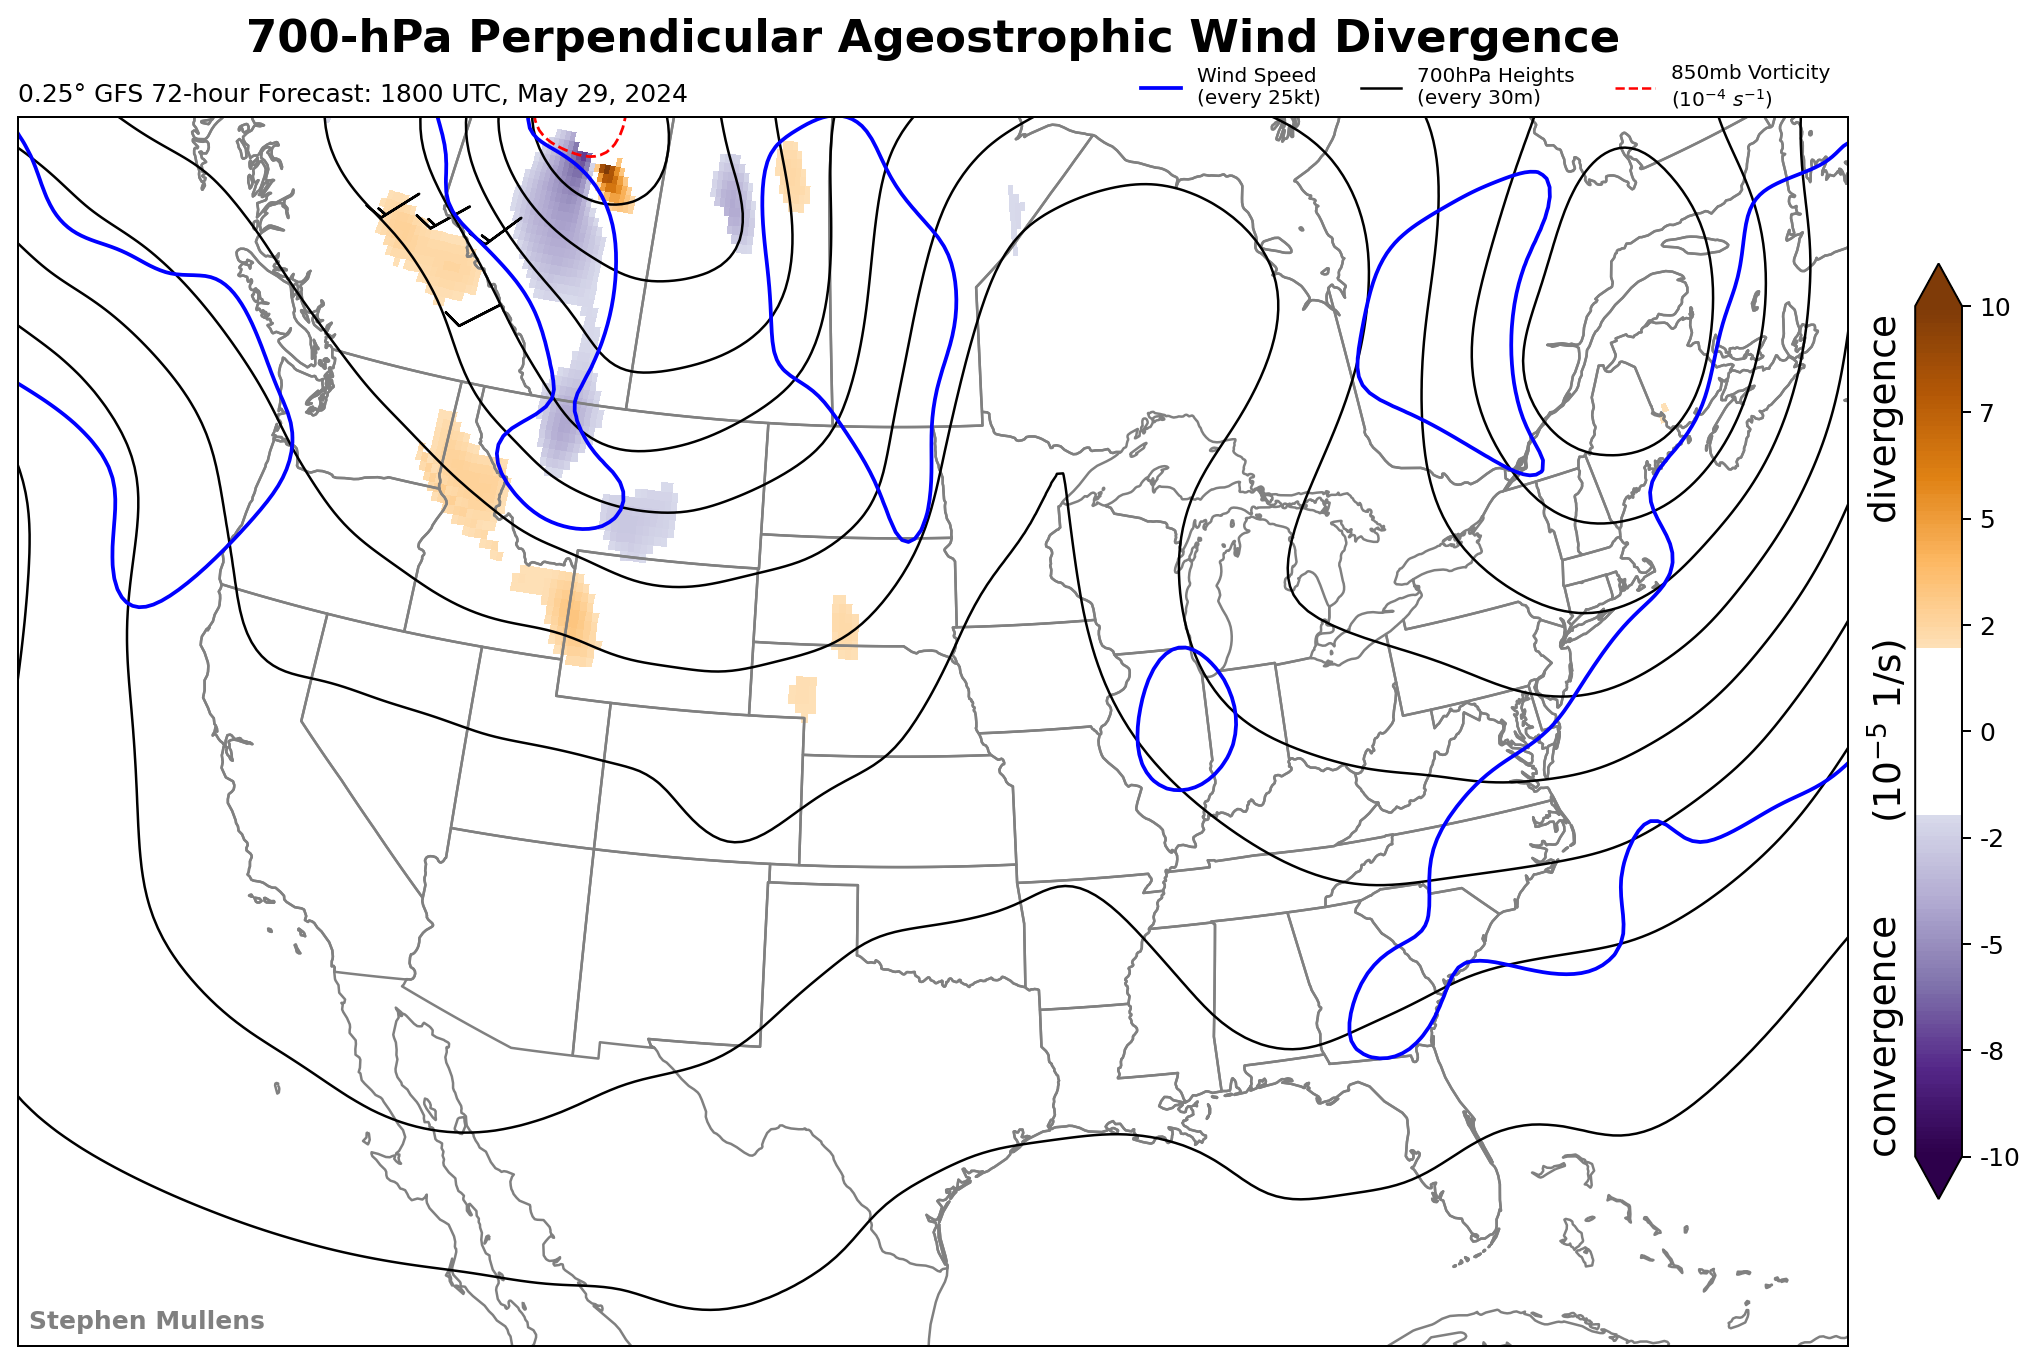 700-hPa Perpendicular Ageostrophic Wind Divergence
0.25° GFS 72-hour Forecast: 1800 UTC, May 29, 2024
Wind Speed
(every 25kt)
700hPa Heights
(every 30m)
850mb Vorticity
(10⁻⁴ s⁻¹)
10
7
5
2
0
-2
-5
-8
-10
convergence (10⁻⁵ 1/s) divergence
Stephen Mullens